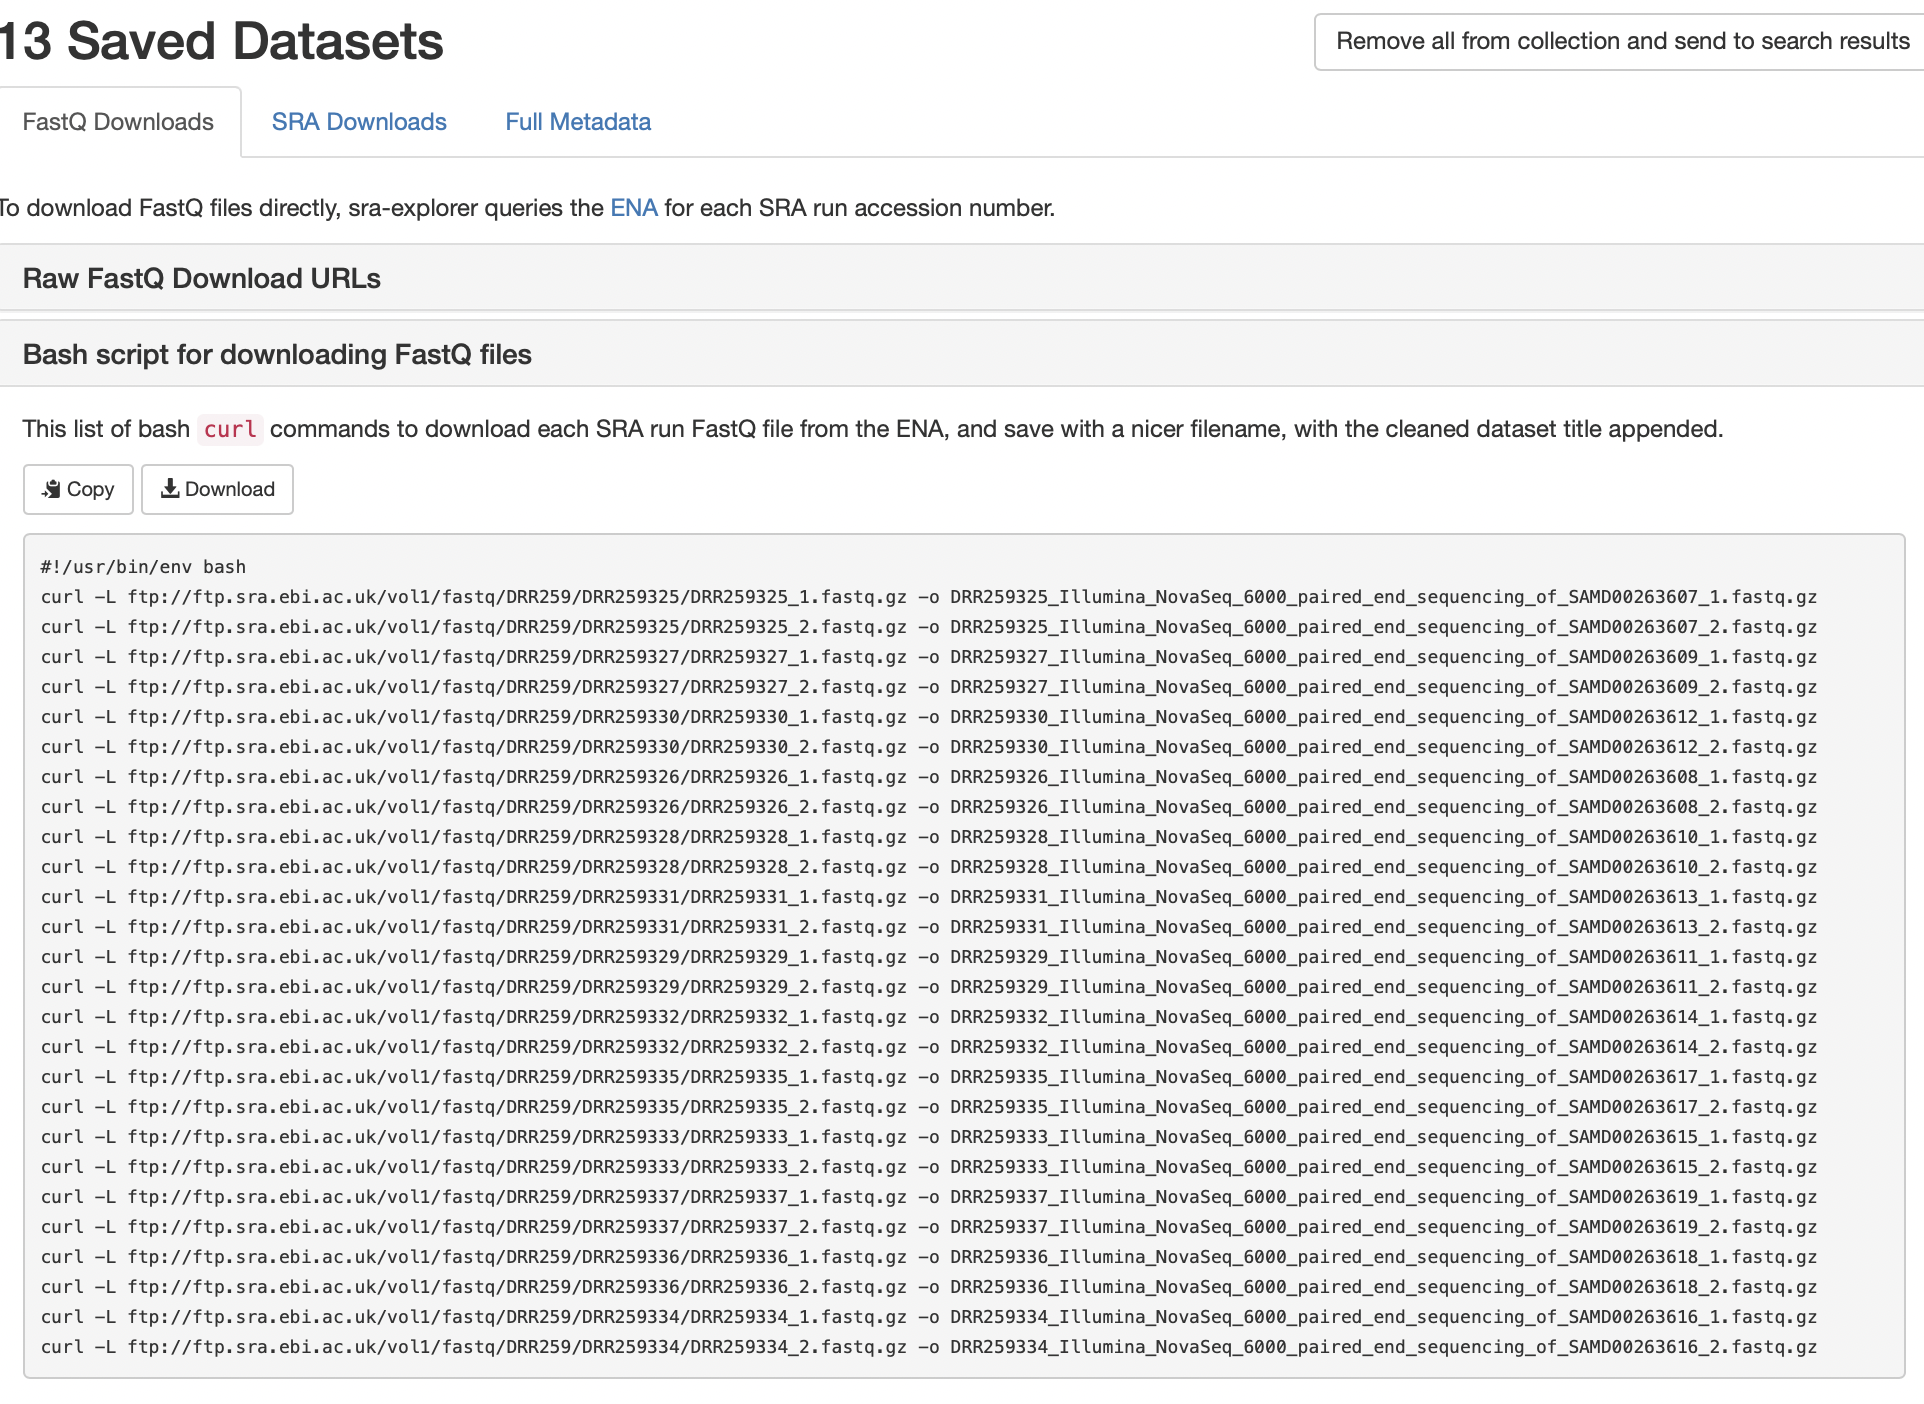 13 Saved Datasets
Remove all from collection and send to search results
FastQ Downloads
SRA Downloads
Full Metadata
To download FastQ files directly, sra-explorer queries the ENA for each SRA run accession number.
Raw FastQ Download URLs
Bash script for downloading FastQ files
This list of bash curl commands to download each SRA run FastQ file from the ENA, and save with a nicer filename, with the cleaned dataset title appended.
Copy
Download
#!/usr/bin/env bash
curl -L ftp://ftp.sra.ebi.ac.uk/vol1/fastq/DRR259/DRR259325/DRR259325_1.fastq.gz -o DRR259325_Illumina_NovaSeq_6000_paired_end_sequencing_of_SAMD00263607_1.fastq.gz
curl -L ftp://ftp.sra.ebi.ac.uk/vol1/fastq/DRR259/DRR259325/DRR259325_2.fastq.gz -o DRR259325_Illumina_NovaSeq_6000_paired_end_sequencing_of_SAMD00263607_2.fastq.gz
curl -L ftp://ftp.sra.ebi.ac.uk/vol1/fastq/DRR259/DRR259327/DRR259327_1.fastq.gz -o DRR259327_Illumina_NovaSeq_6000_paired_end_sequencing_of_SAMD00263609_1.fastq.gz
curl -L ftp://ftp.sra.ebi.ac.uk/vol1/fastq/DRR259/DRR259327/DRR259327_2.fastq.gz -o DRR259327_Illumina_NovaSeq_6000_paired_end_sequencing_of_SAMD00263609_2.fastq.gz
curl -L ftp://ftp.sra.ebi.ac.uk/vol1/fastq/DRR259/DRR259330/DRR259330_1.fastq.gz -o DRR259330_Illumina_NovaSeq_6000_paired_end_sequencing_of_SAMD00263612_1.fastq.gz
curl -L ftp://ftp.sra.ebi.ac.uk/vol1/fastq/DRR259/DRR259330/DRR259330_2.fastq.gz -o DRR259330_Illumina_NovaSeq_6000_paired_end_sequencing_of_SAMD00263612_2.fastq.gz
curl -L ftp://ftp.sra.ebi.ac.uk/vol1/fastq/DRR259/DRR259326/DRR259326_1.fastq.gz -o DRR259326_Illumina_NovaSeq_6000_paired_end_sequencing_of_SAMD00263608_1.fastq.gz
curl -L ftp://ftp.sra.ebi.ac.uk/vol1/fastq/DRR259/DRR259326/DRR259326_2.fastq.gz -o DRR259326_Illumina_NovaSeq_6000_paired_end_sequencing_of_SAMD00263608_2.fastq.gz
curl -L ftp://ftp.sra.ebi.ac.uk/vol1/fastq/DRR259/DRR259328/DRR259328_1.fastq.gz -o DRR259328_Illumina_NovaSeq_6000_paired_end_sequencing_of_SAMD00263610_1.fastq.gz
curl -L ftp://ftp.sra.ebi.ac.uk/vol1/fastq/DRR259/DRR259328/DRR259328_2.fastq.gz -o DRR259328_Illumina_NovaSeq_6000_paired_end_sequencing_of_SAMD00263610_2.fastq.gz
curl -L ftp://ftp.sra.ebi.ac.uk/vol1/fastq/DRR259/DRR259331/DRR259331_1.fastq.gz -o DRR259331_Illumina_NovaSeq_6000_paired_end_sequencing_of_SAMD00263613_1.fastq.gz
curl -L ftp://ftp.sra.ebi.ac.uk/vol1/fastq/DRR259/DRR259331/DRR259331_2.fastq.gz -o DRR259331_Illumina_NovaSeq_6000_paired_end_sequencing_of_SAMD00263613_2.fastq.gz
curl -L ftp://ftp.sra.ebi.ac.uk/vol1/fastq/DRR259/DRR259329/DRR259329_1.fastq.gz -o DRR259329_Illumina_NovaSeq_6000_paired_end_sequencing_of_SAMD00263611_1.fastq.gz
curl -L ftp://ftp.sra.ebi.ac.uk/vol1/fastq/DRR259/DRR259329/DRR259329_2.fastq.gz -o DRR259329_Illumina_NovaSeq_6000_paired_end_sequencing_of_SAMD00263611_2.fastq.gz
curl -L ftp://ftp.sra.ebi.ac.uk/vol1/fastq/DRR259/DRR259332/DRR259332_1.fastq.gz -o DRR259332_Illumina_NovaSeq_6000_paired_end_sequencing_of_SAMD00263614_1.fastq.gz
curl -L ftp://ftp.sra.ebi.ac.uk/vol1/fastq/DRR259/DRR259332/DRR259332_2.fastq.gz -o DRR259332_Illumina_NovaSeq_6000_paired_end_sequencing_of_SAMD00263614_2.fastq.gz
curl -L ftp://ftp.sra.ebi.ac.uk/vol1/fastq/DRR259/DRR259335/DRR259335_1.fastq.gz -o DRR259335_Illumina_NovaSeq_6000_paired_end_sequencing_of_SAMD00263617_1.fastq.gz
curl -L ftp://ftp.sra.ebi.ac.uk/vol1/fastq/DRR259/DRR259335/DRR259335_2.fastq.gz -o DRR259335_Illumina_NovaSeq_6000_paired_end_sequencing_of_SAMD00263617_2.fastq.gz
curl -L ftp://ftp.sra.ebi.ac.uk/vol1/fastq/DRR259/DRR259333/DRR259333_1.fastq.gz -o DRR259333_Illumina_NovaSeq_6000_paired_end_sequencing_of_SAMD00263615_1.fastq.gz
curl -L ftp://ftp.sra.ebi.ac.uk/vol1/fastq/DRR259/DRR259333/DRR259333_2.fastq.gz -o DRR259333_Illumina_NovaSeq_6000_paired_end_sequencing_of_SAMD00263615_2.fastq.gz
curl -L ftp://ftp.sra.ebi.ac.uk/vol1/fastq/DRR259/DRR259337/DRR259337_1.fastq.gz -o DRR259337_Illumina_NovaSeq_6000_paired_end_sequencing_of_SAMD00263619_1.fastq.gz
curl -L ftp://ftp.sra.ebi.ac.uk/vol1/fastq/DRR259/DRR259337/DRR259337_2.fastq.gz -o DRR259337_Illumina_NovaSeq_6000_paired_end_sequencing_of_SAMD00263619_2.fastq.gz
curl -L ftp://ftp.sra.ebi.ac.uk/vol1/fastq/DRR259/DRR259336/DRR259336_1.fastq.gz -o DRR259336_Illumina_NovaSeq_6000_paired_end_sequencing_of_SAMD00263618_1.fastq.gz
curl -L ftp://ftp.sra.ebi.ac.uk/vol1/fastq/DRR259/DRR259336/DRR259336_2.fastq.gz -o DRR259336_Illumina_NovaSeq_6000_paired_end_sequencing_of_SAMD00263618_2.fastq.gz
curl -L ftp://ftp.sra.ebi.ac.uk/vol1/fastq/DRR259/DRR259334/DRR259334_1.fastq.gz -o DRR259334_Illumina_NovaSeq_6000_paired_end_sequencing_of_SAMD00263616_1.fastq.gz
curl -L ftp://ftp.sra.ebi.ac.uk/vol1/fastq/DRR259/DRR259334/DRR259334_2.fastq.gz -o DRR259334_Illumina_NovaSeq_6000_paired_end_sequencing_of_SAMD00263616_2.fastq.gz